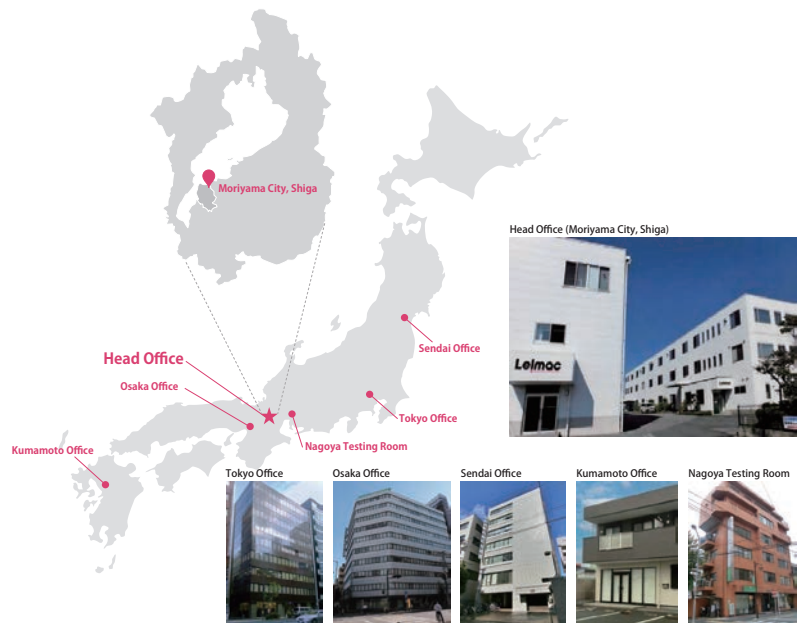 Moriyama City, Shiga
Head Office (Moriyama City, Shiga)
Leimac
Sendai Office
Head Office
Osaka Office
Tokyo Office
Nagoya Testing Room
Kumamoto Office
Tokyo Office
Osaka Office
Sendai Office
Kumamoto Office
Nagoya Testing Room